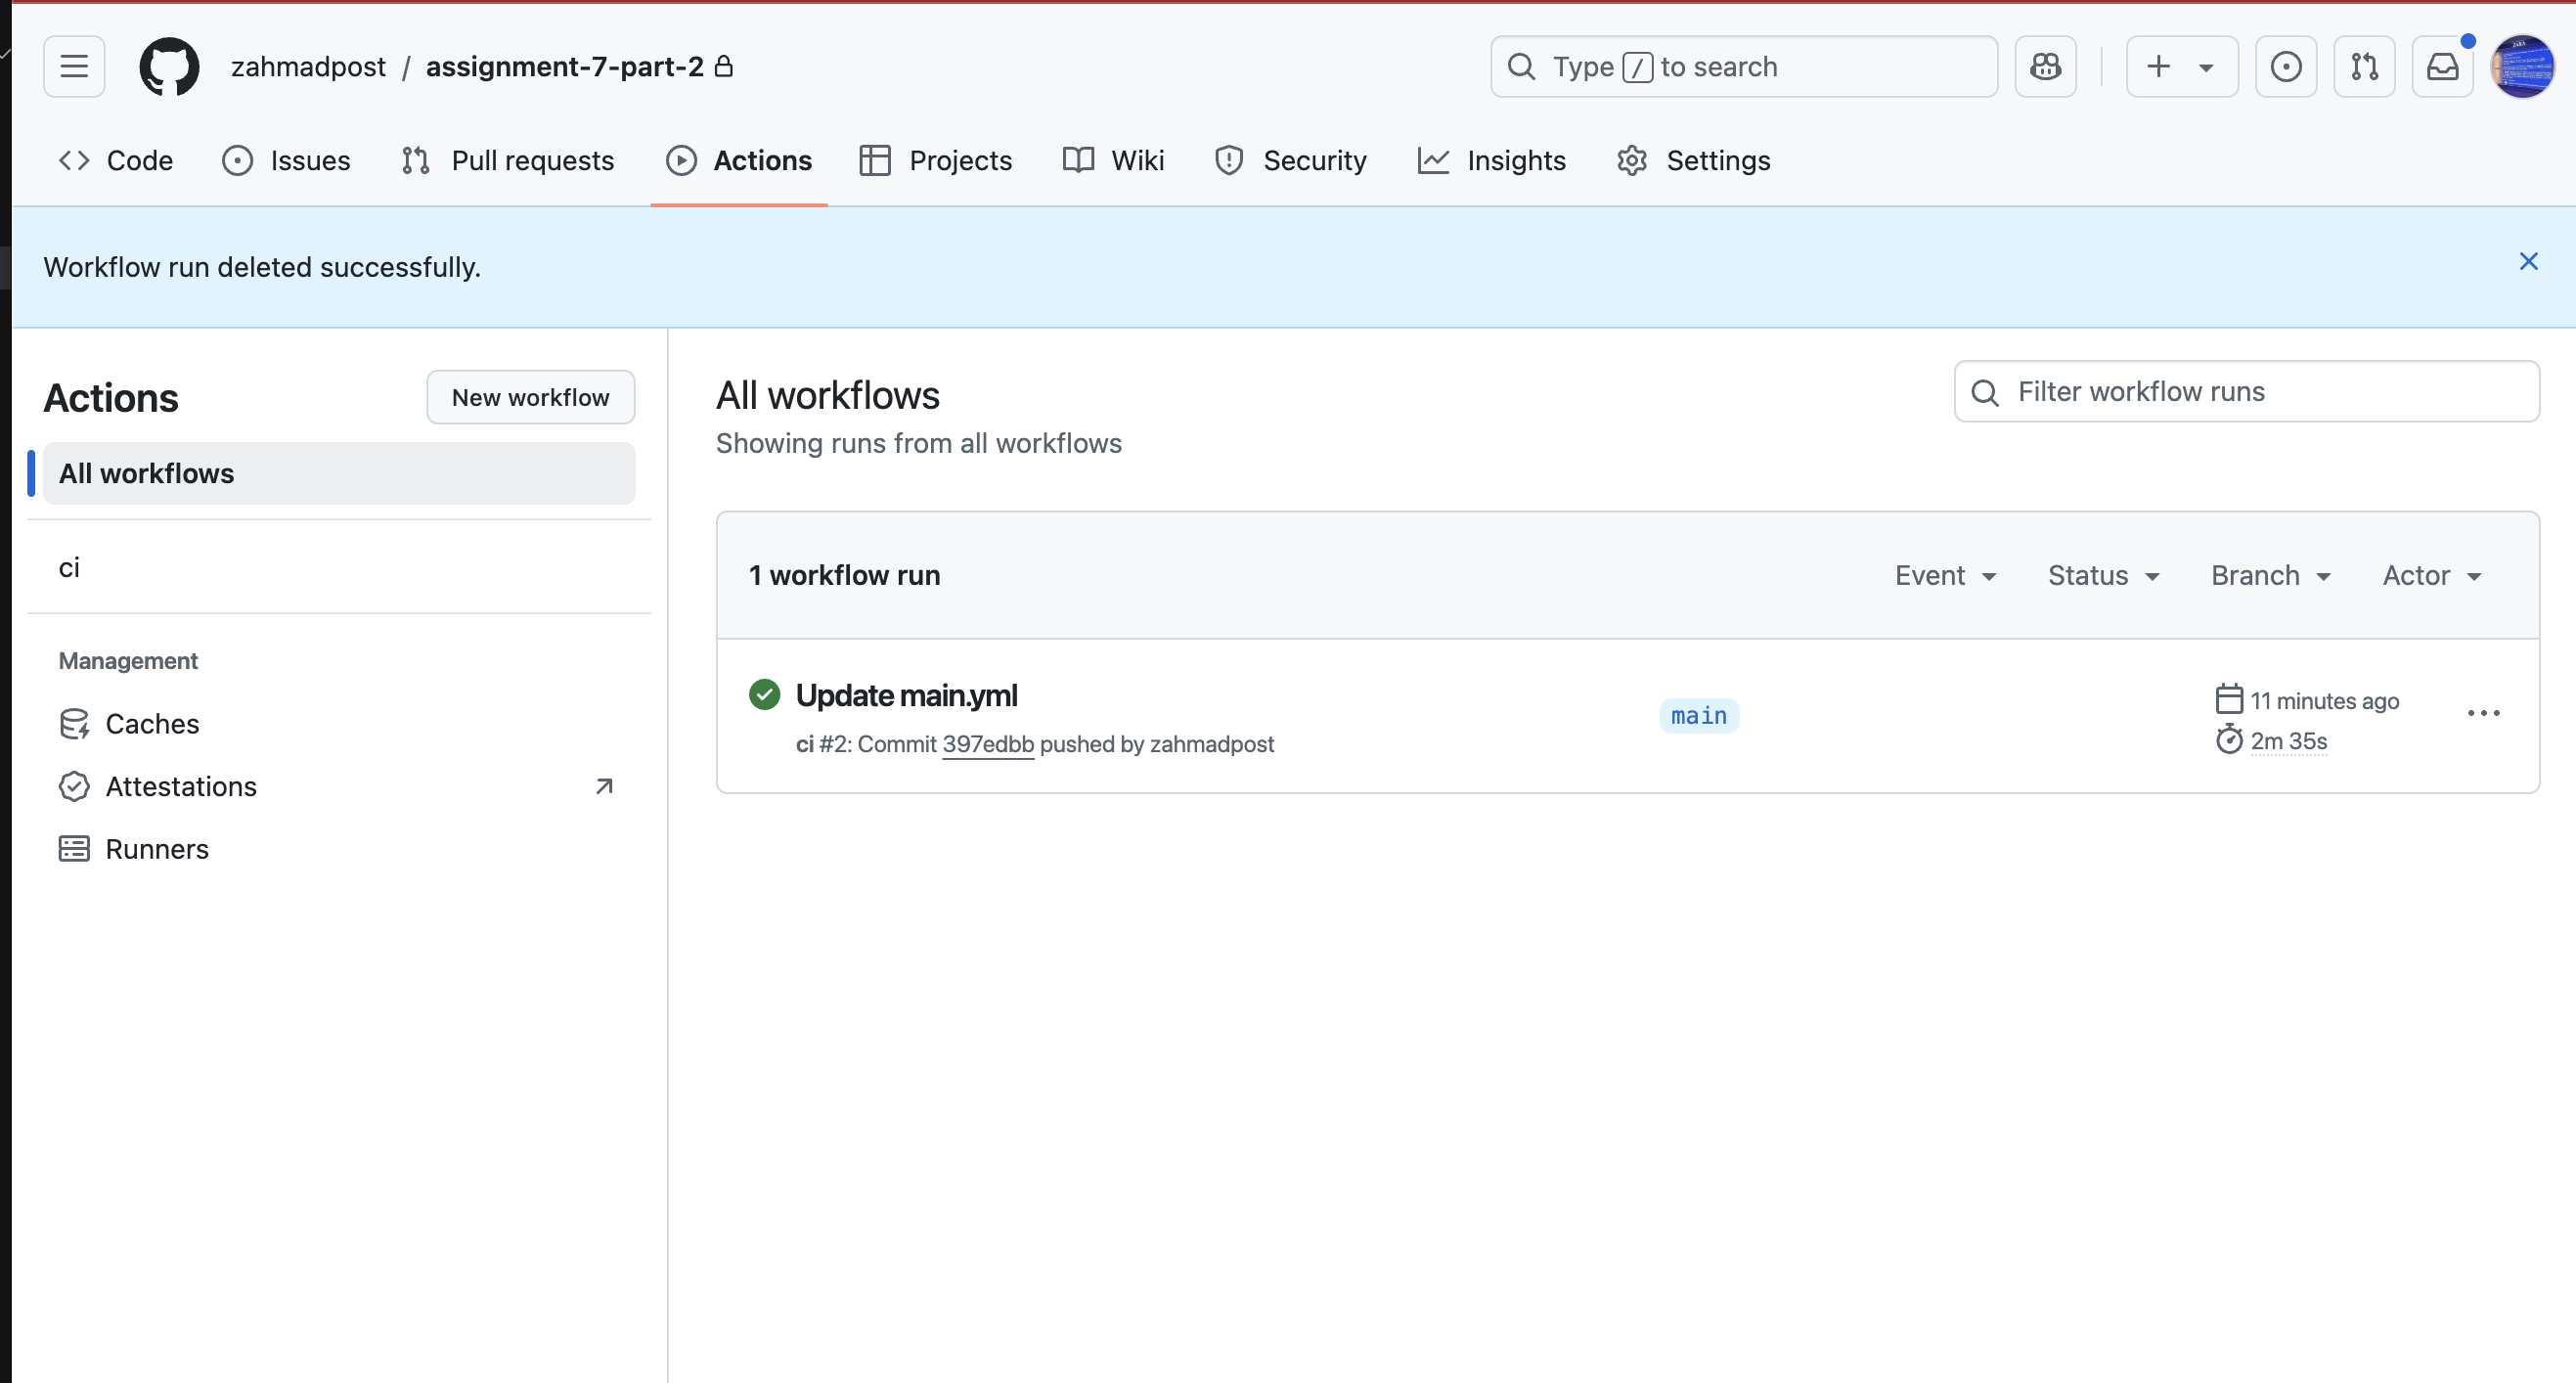 zahmadpost / assignment-7-part-2
Type / to search
Code Issues Pull requests Actions Projects Wiki Security Insights Settings
Workflow run deleted successfully.
Actions
New workflow
All workflows
ci
Management
Caches
Attestations
Runners
All workflows
Showing runs from all workflows
Filter workflow runs
1 workflow run
Event Status Branch Actor
Update main.yml
ci #2: Commit 397edbb pushed by zahmadpost
main
11 minutes ago
2m 35s